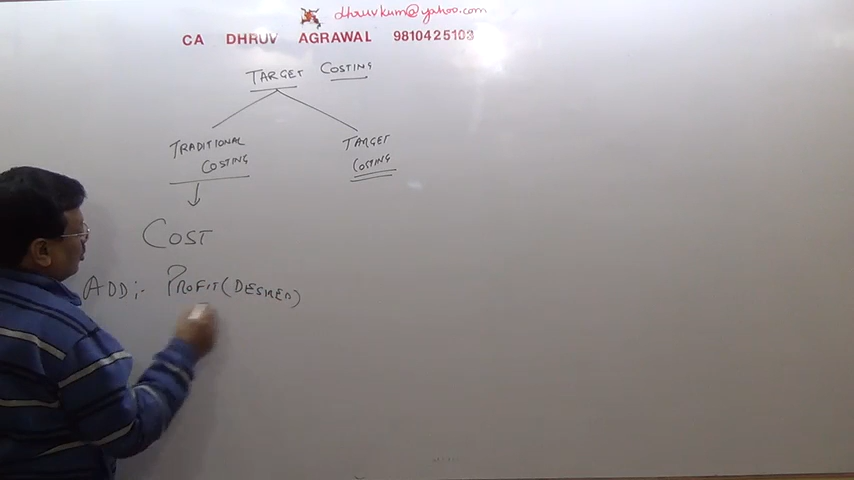 dhruvkum@yahoo.com
CA DHRUV AGRAWAL 9810425103
TARGET COSTING
TRADITIONAL COSTING
TARGET COSTING
COST
ADD:- PROFIT (DESIRED)